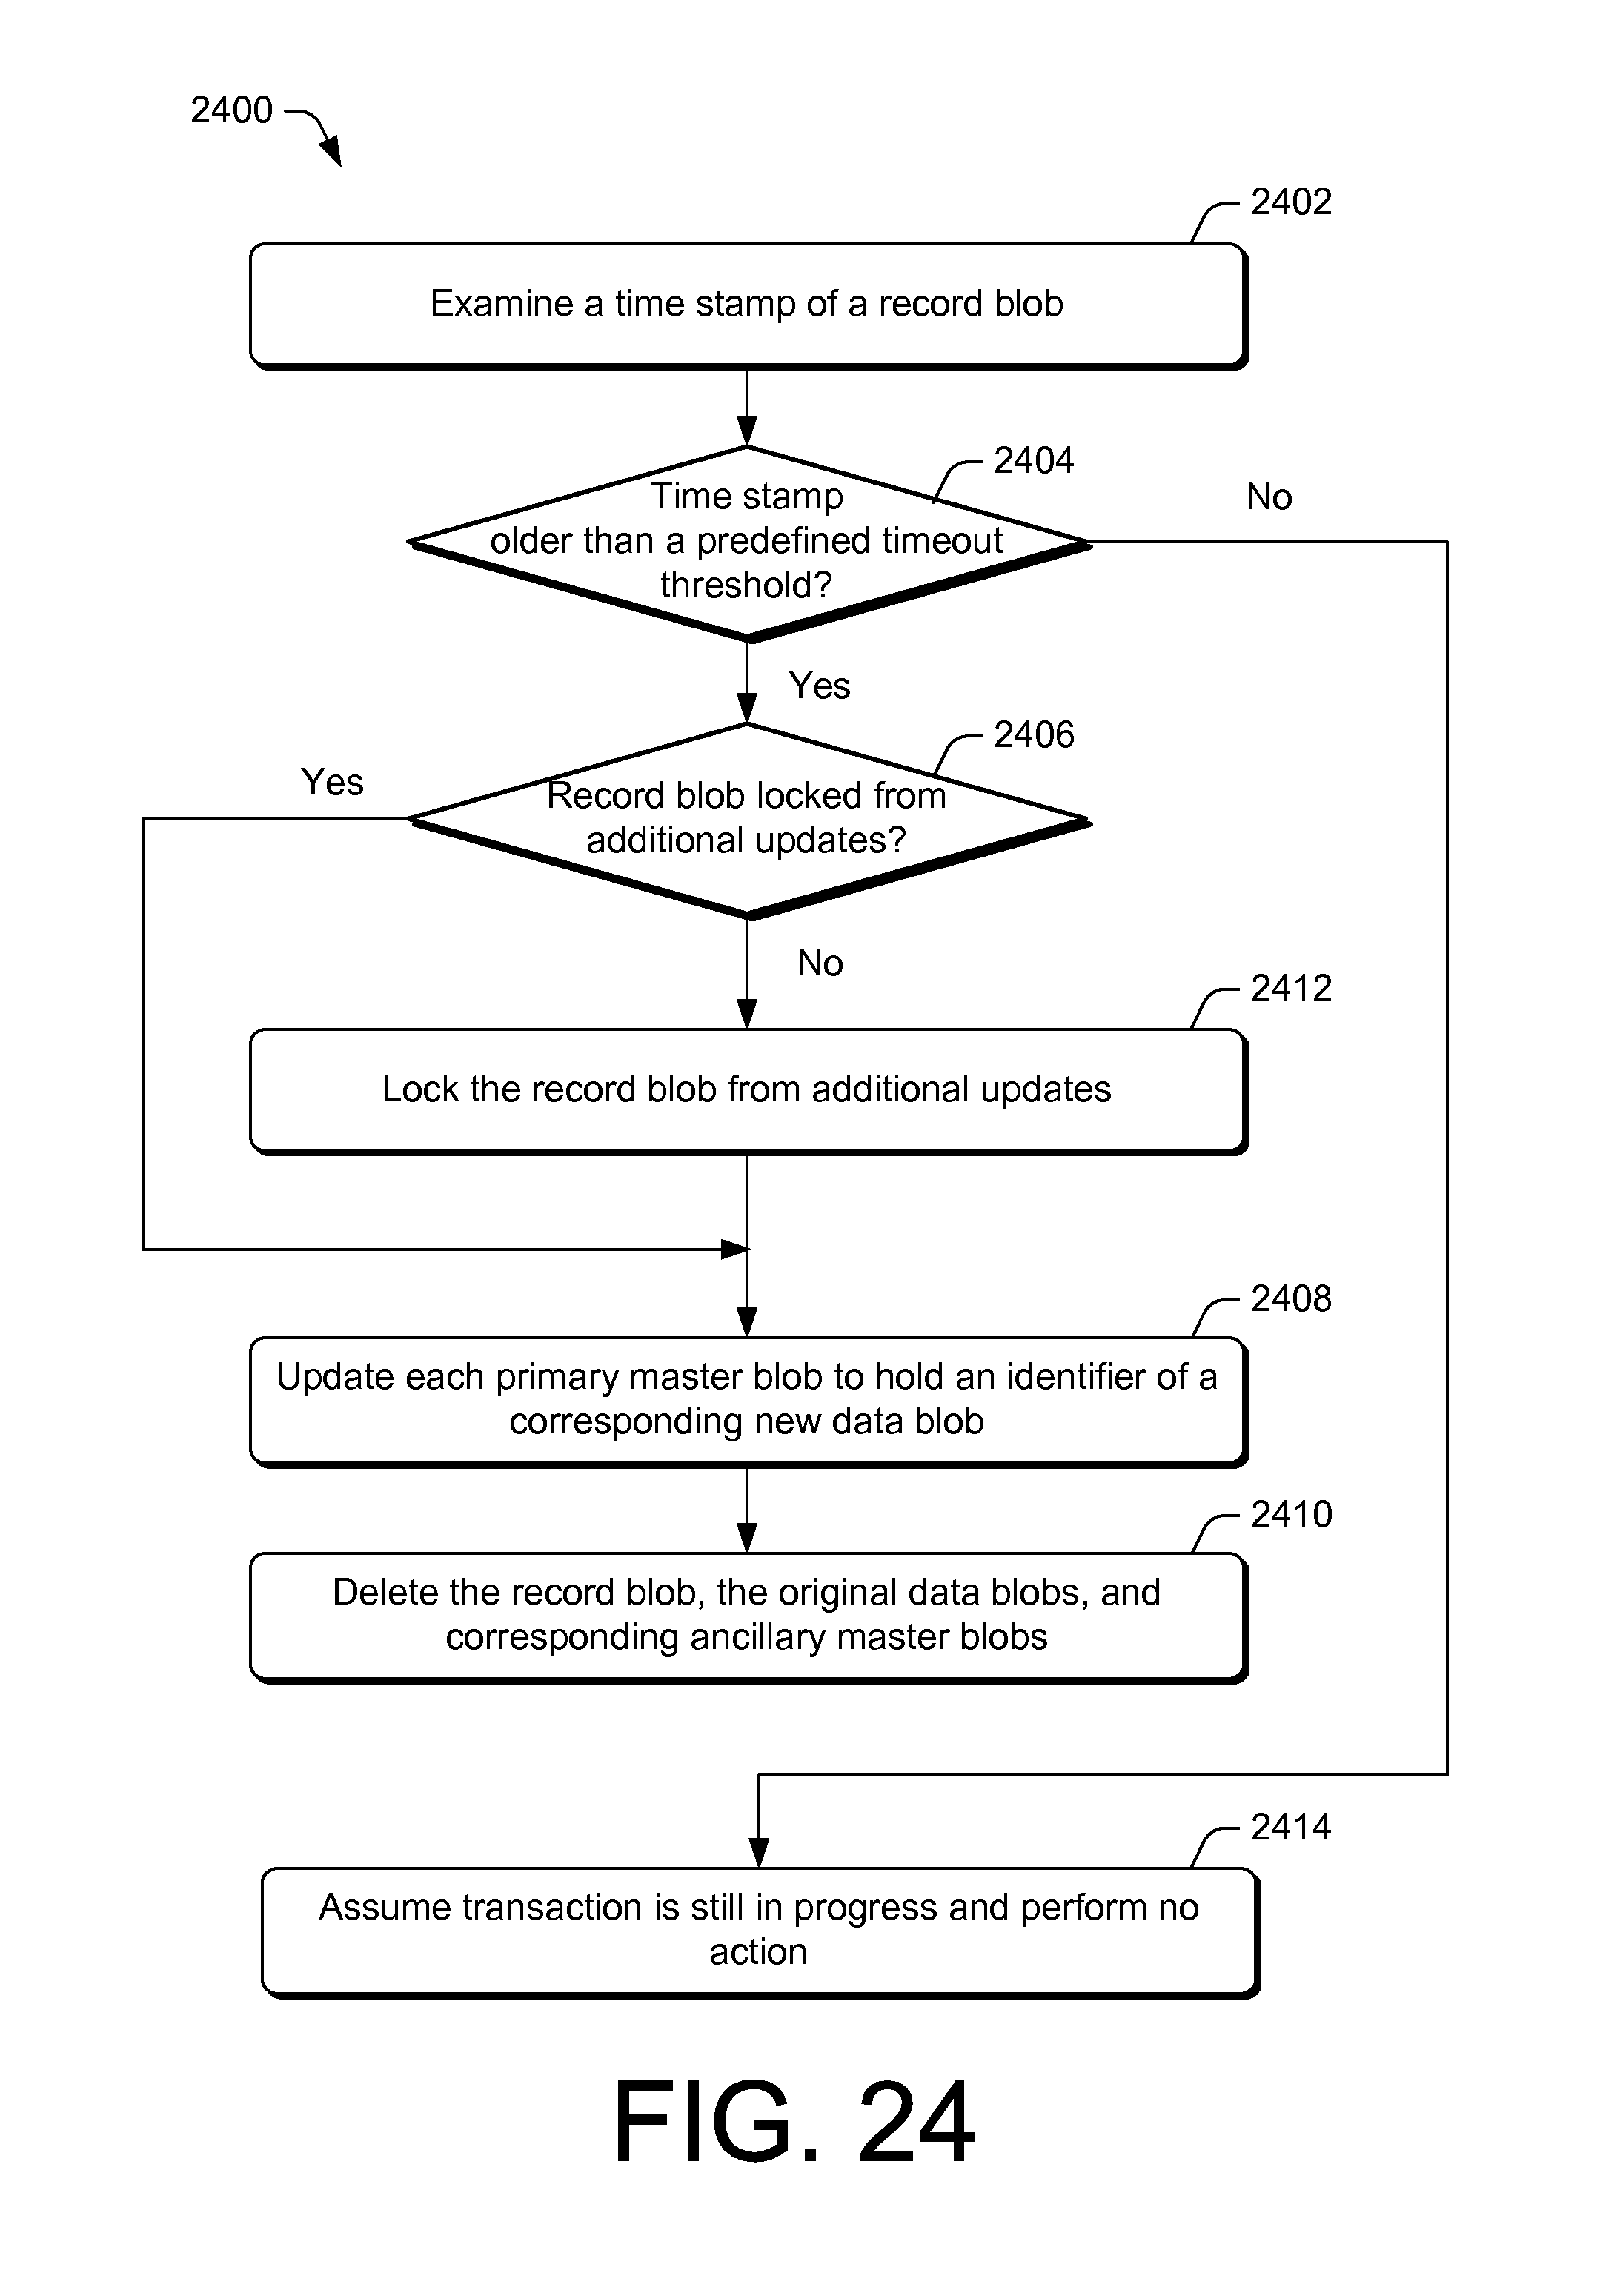 2400
2402
Examine a time stamp of a record blob
2404
No
Time stamp
older than a predefined timeout
threshold?
Yes
2406
Yes
Record blob locked from
additional updates?
No
2412
Lock the record blob from additional updates
2408
Update each primary master blob to hold an identifier of a
corresponding new data blob
2410
Delete the record blob, the original data blobs, and
corresponding ancillary master blobs
2414
Assume transaction is still in progress and perform no
action
FIG. 24